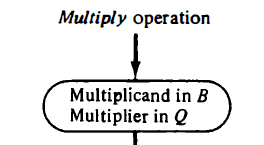 Multiply operation
Multiplicand in B
Multiplier in Q